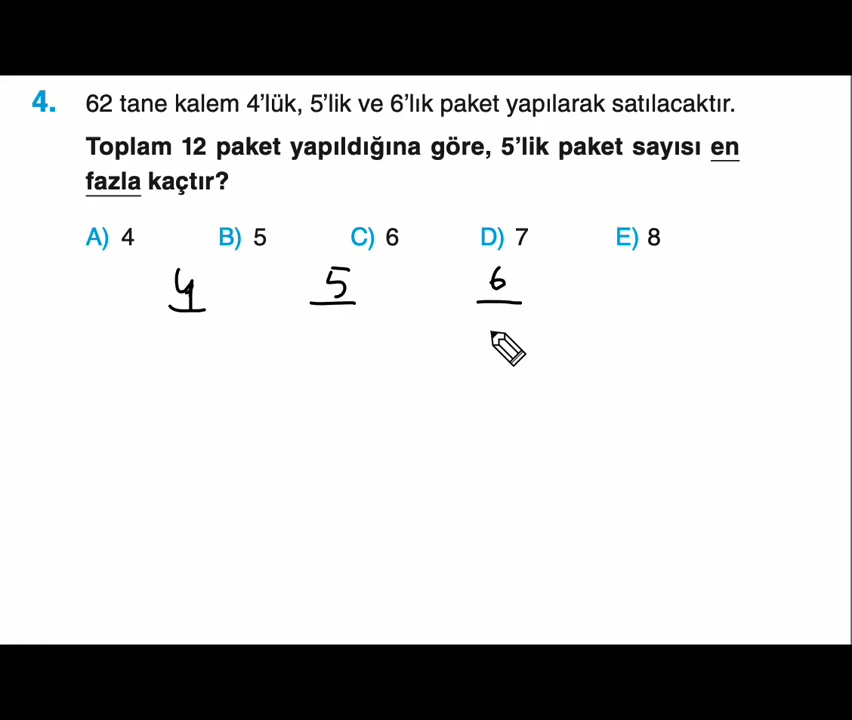 4. 62 tane kalem 4’lük, 5’lik ve 6’lık paket yapılarak satılacaktır.
Toplam 12 paket yapıldığına göre, 5’lik paket sayısı en
fazla kaçtır?
A) 4 B) 5 C) 6 D) 7 E) 8
4 5 6